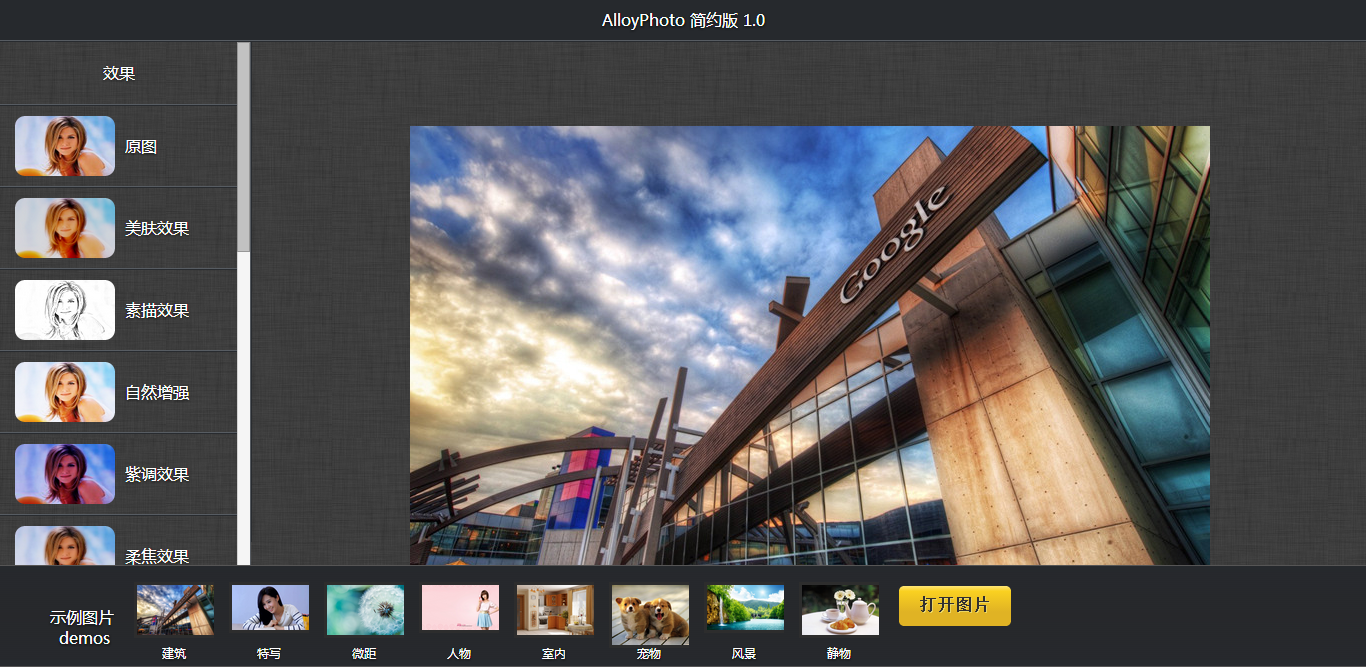 AlloyPhoto 简约版 1.0
效果
原图
美肤效果
素描效果
自然增强
紫调效果
柔焦效果
Google
示例图片
demos
建筑
特写
微距
人物
室内
宠物
风景
静物
打开图片